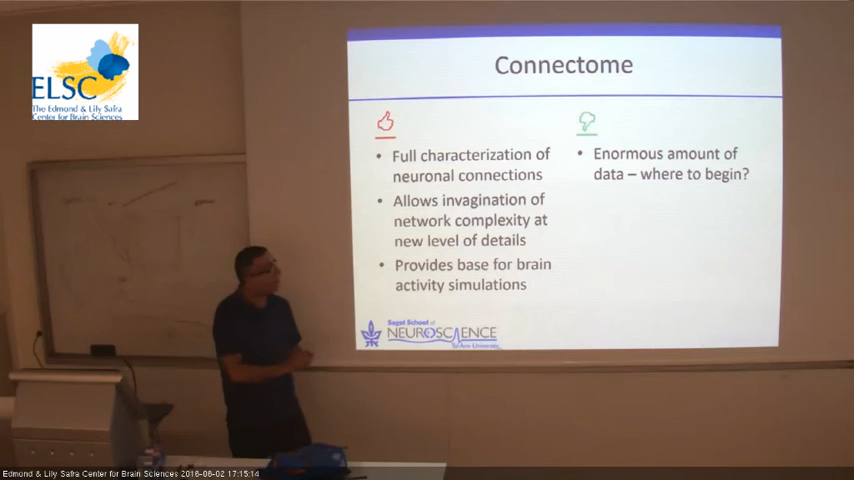 ELSC
The Edmond & Lily Safra
Center for Brain Sciences
Connectome
• Full characterization of
neuronal connections
• Allows invagination of
network complexity at
new level of details
• Provides base for brain
activity simulations
• Enormous amount of
data – where to begin?
Sagol School of
NEUROSCIENCE
Tel Aviv University
Edmond & Lily Safra Center for Brain Sciences 2016-06-02 17:15:14